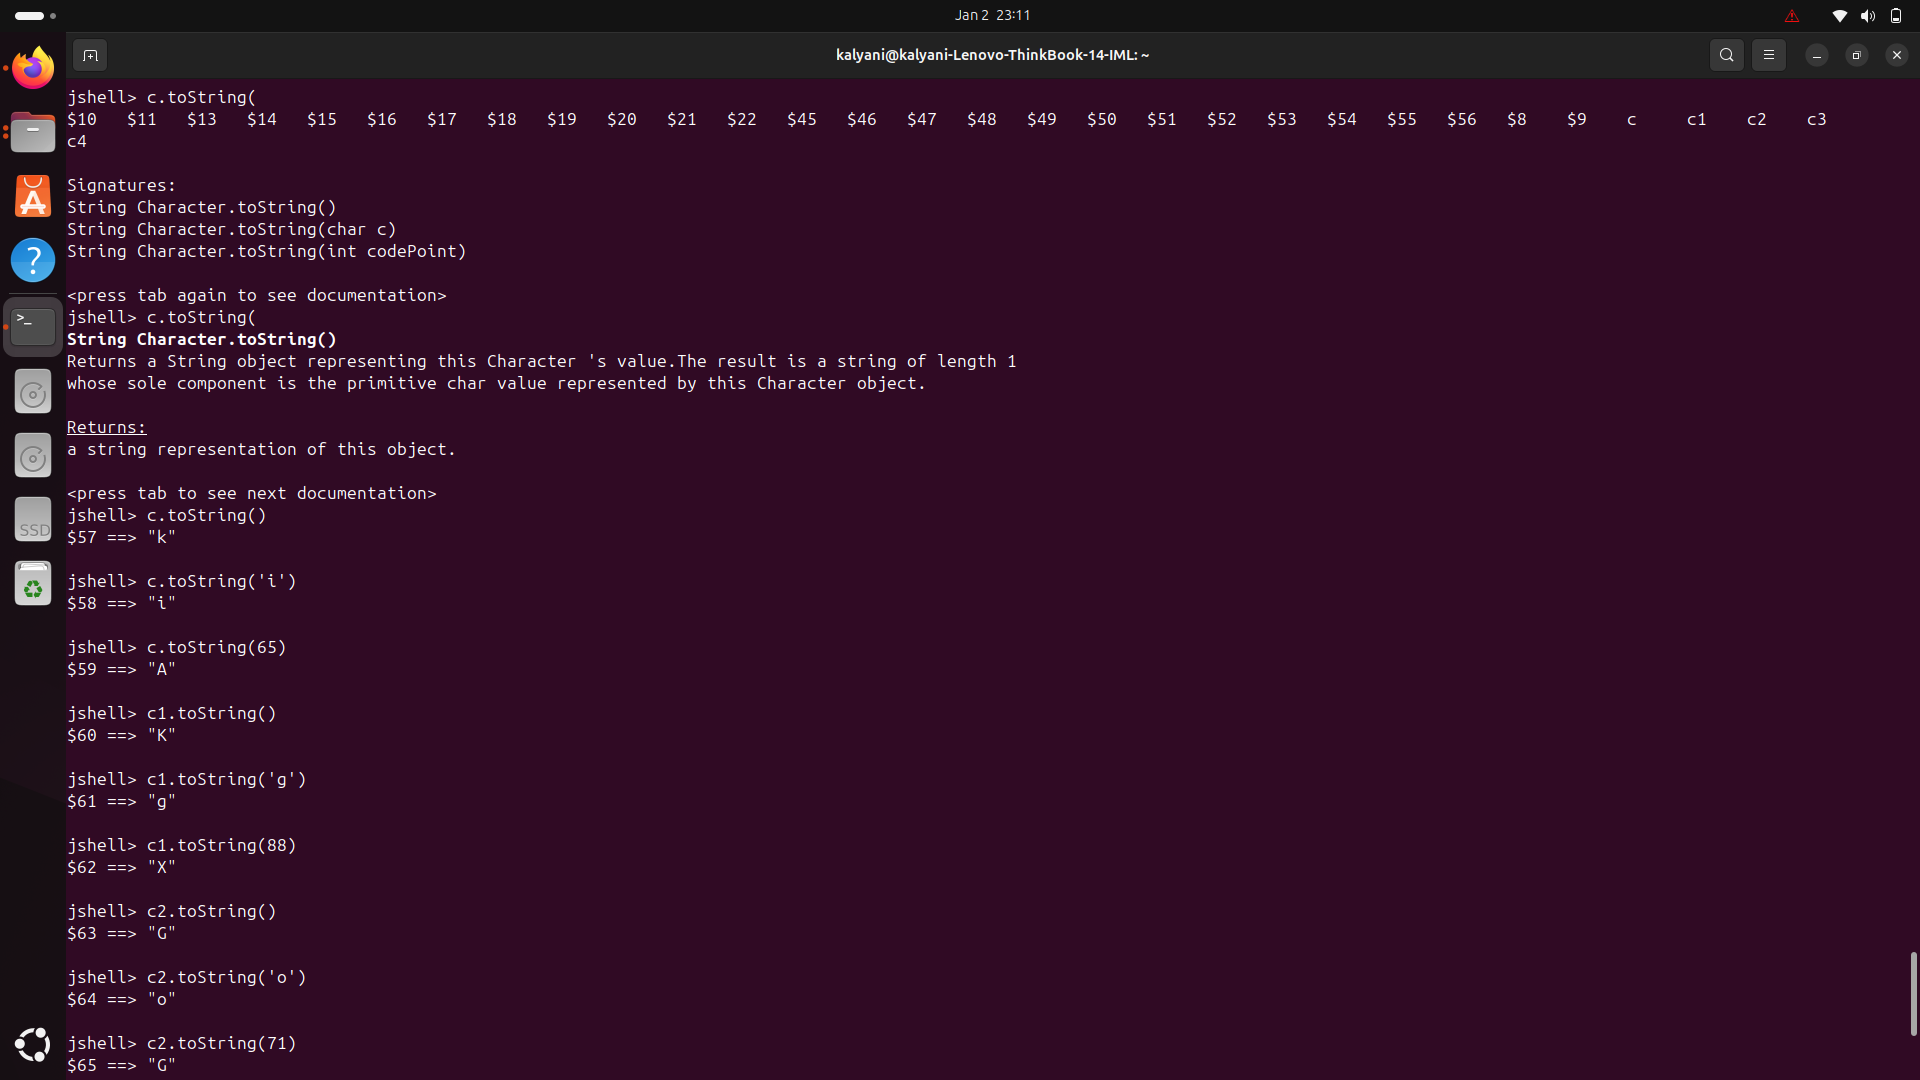 Jan 2 23:11
kalyani@kalyani-Lenovo-ThinkBook-14-IML: ~
jshell> c.toString(
$10 $11 $13 $14 $15 $16 $17 $18 $19 $20 $21 $22 $45 $46 $47 $48 $49 $50 $51 $52 $53 $54 $55 $56 $8 $9 c c1 c2 c3
c4
Signatures:
String Character.toString()
String Character.toString(char c)
String Character.toString(int codePoint)
<press tab again to see documentation>
jshell> c.toString(
String Character.toString()
Returns a String object representing this Character 's value.The result is a string of length 1
whose sole component is the primitive char value represented by this Character object.
Returns:
a string representation of this object.
<press tab to see next documentation>
jshell> c.toString()
$57 ==> "k"
jshell> c.toString('i')
$58 ==> "i"
jshell> c.toString(65)
$59 ==> "A"
jshell> c1.toString()
$60 ==> "K"
jshell> c1.toString('g')
$61 ==> "g"
jshell> c1.toString(88)
$62 ==> "X"
jshell> c2.toString()
$63 ==> "G"
jshell> c2.toString('o')
$64 ==> "o"
jshell> c2.toString(71)
$65 ==> "G"
>_
SSD